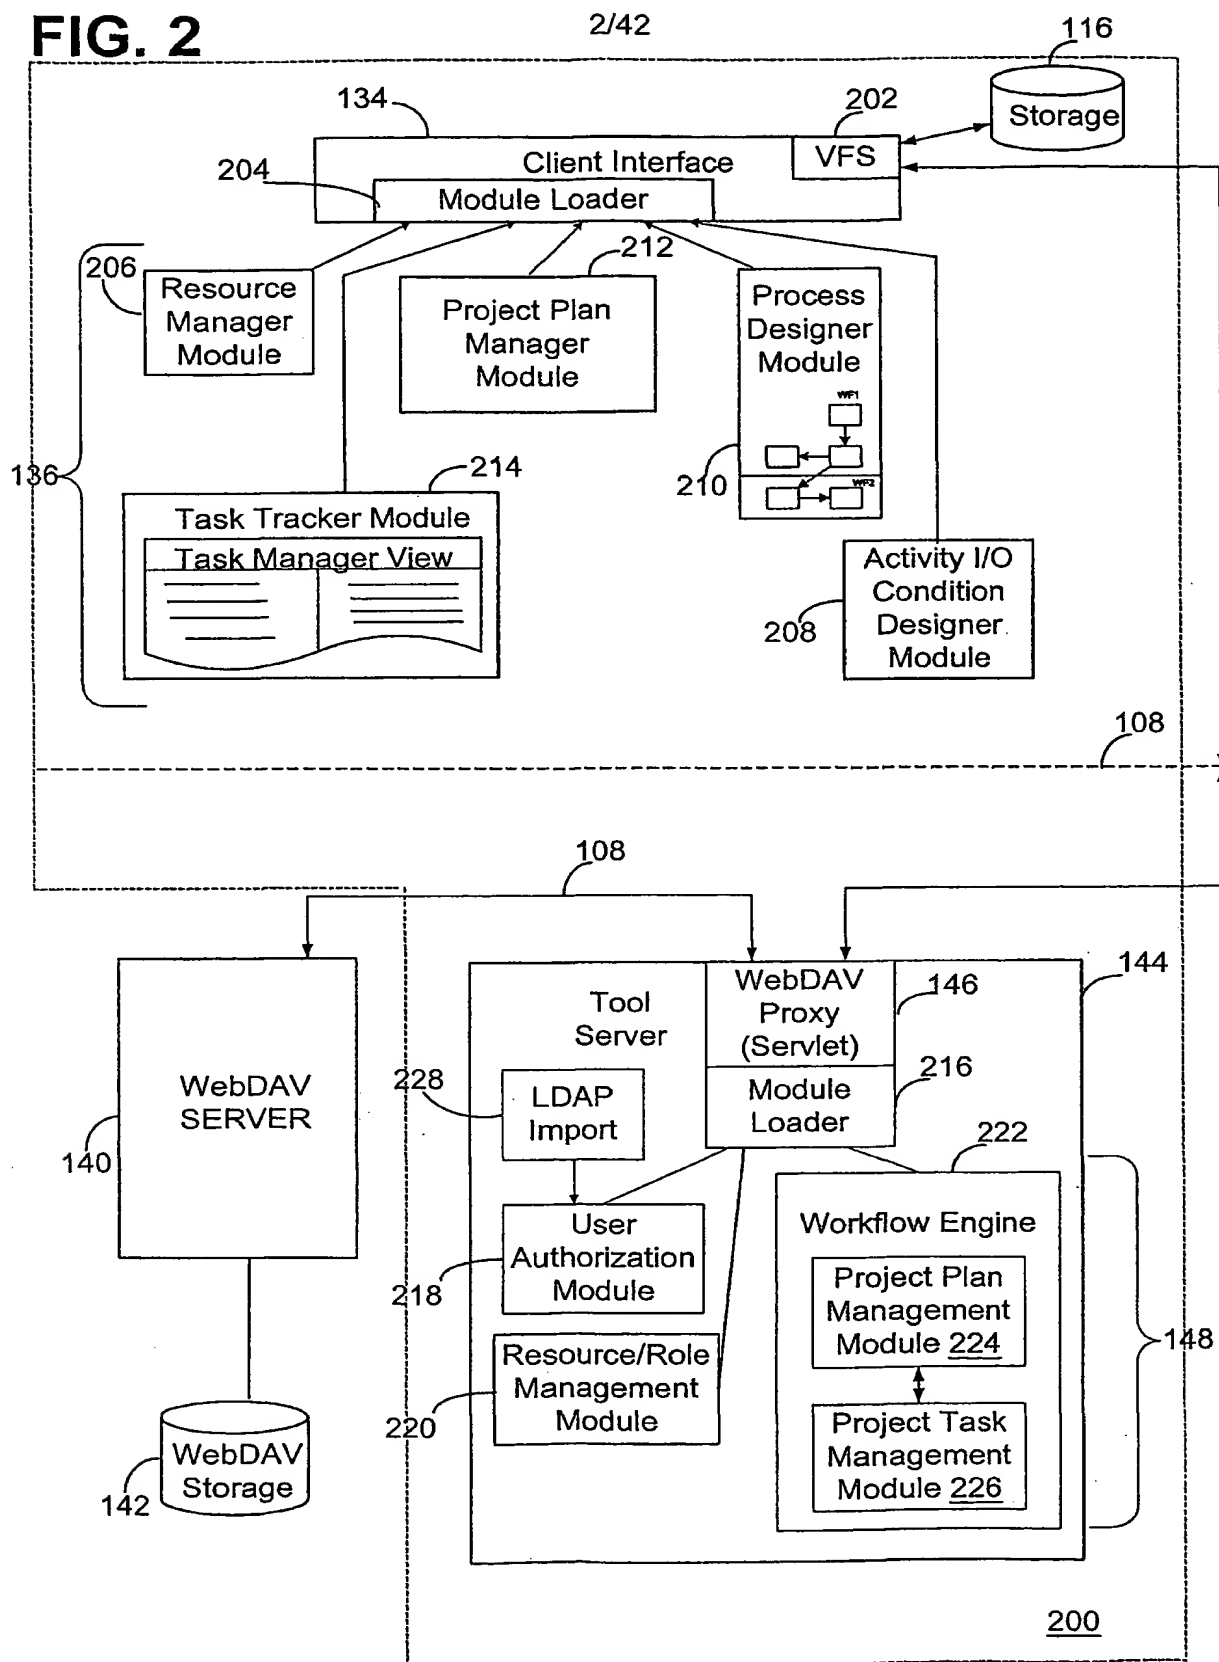 FIG. 2
2/42
116
134
202
Storage
VFS
Client Interface
204
Module Loader
206
212
Resource
Manager
Module
Project Plan
Manager
Module
Process
Designer
Module
WF1
136
214
210
WF2
Task Tracker Module
Task Manager View
Activity I/O
Condition
Designer
Module
208
108
108
144
WebDAV
Proxy
(Servlet)
146
Tool
Server
228
216
LDAP
Import
Module
Loader
WebDAV
SERVER
140
222
User
Authorization
Module
218
Workflow Engine
Project Plan
Management
Module 224
148
Resource/Role
Management
Module
220
Project Task
Management
Module 226
WebDAV
Storage
142
200